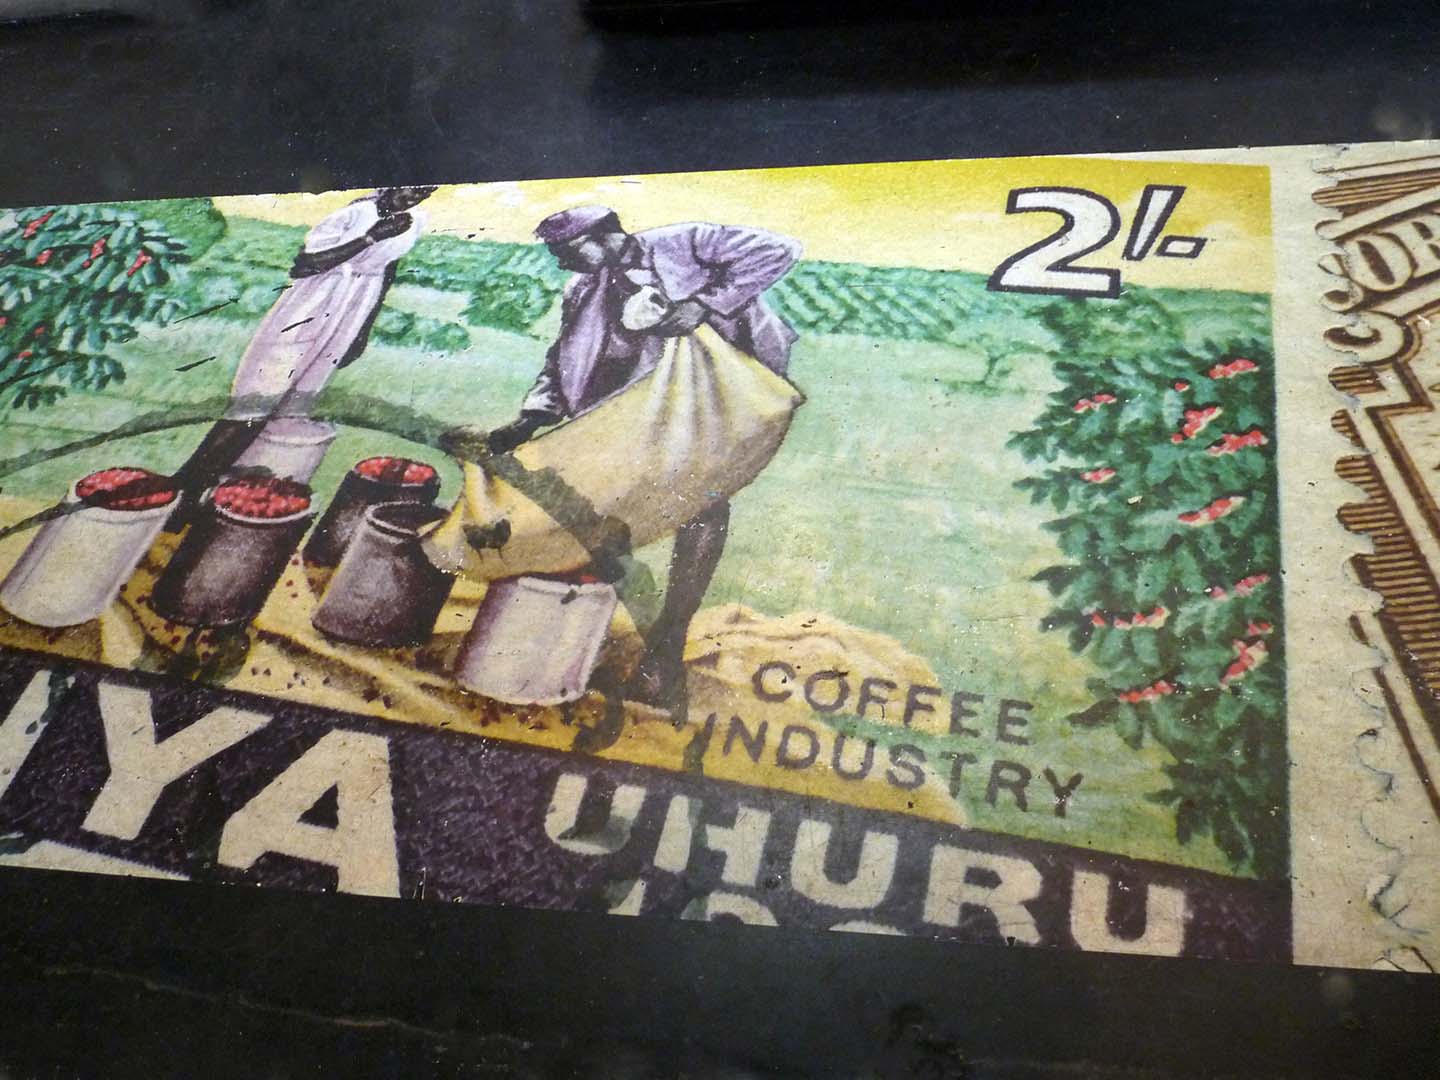 2/-
COFFEE
INDUSTRY
YA UHURU